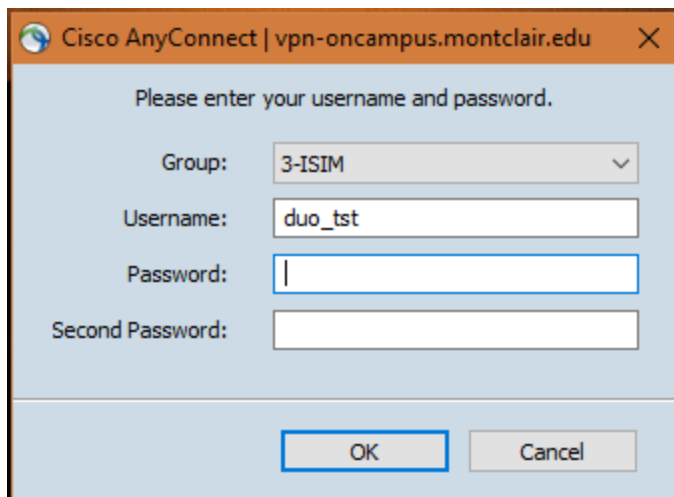 Cisco AnyConnect | vpn-oncampus.montclair.edu
Please enter your username and password.
Group: 3-ISIM
Username: duo_tst
Password:
Second Password:
OK Cancel